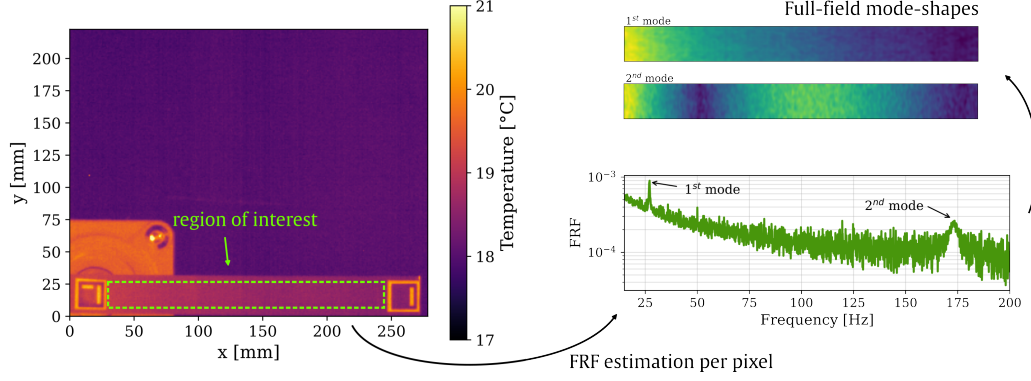 21
20
19
18
17
Temperature [°C]
200
175
150
125
100
75
50
25
0
y [mm]
region of interest
0
50
100
150
200
250
x [mm]
FRF estimation per pixel
Full-field mode-shapes
1st mode
2nd mode
10−3
10−4
FRF
1st mode
2nd mode
25
50
75
100
125
150
175
200
Frequency [Hz]